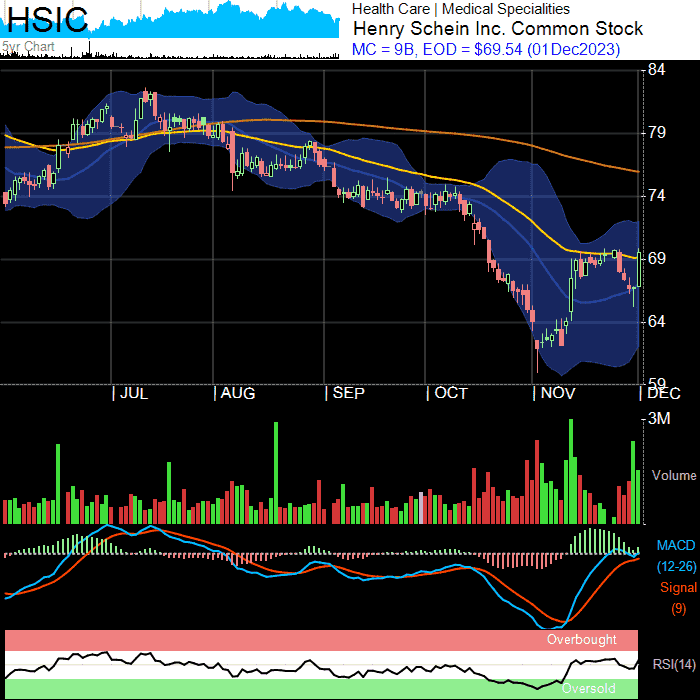 HSIC
5yr Chart
Health Care | Medical Specialities
Henry Schein Inc. Common Stock
MC = 9B, EOD = $69.54 (01Dec2023)
84
79
74
69
64
59
| JUL | AUG | SEP | OCT | NOV | DEC
3M
Volume
MACD
(12-26)
Signal
(9)
Overbought
RSI(14)
Oversold